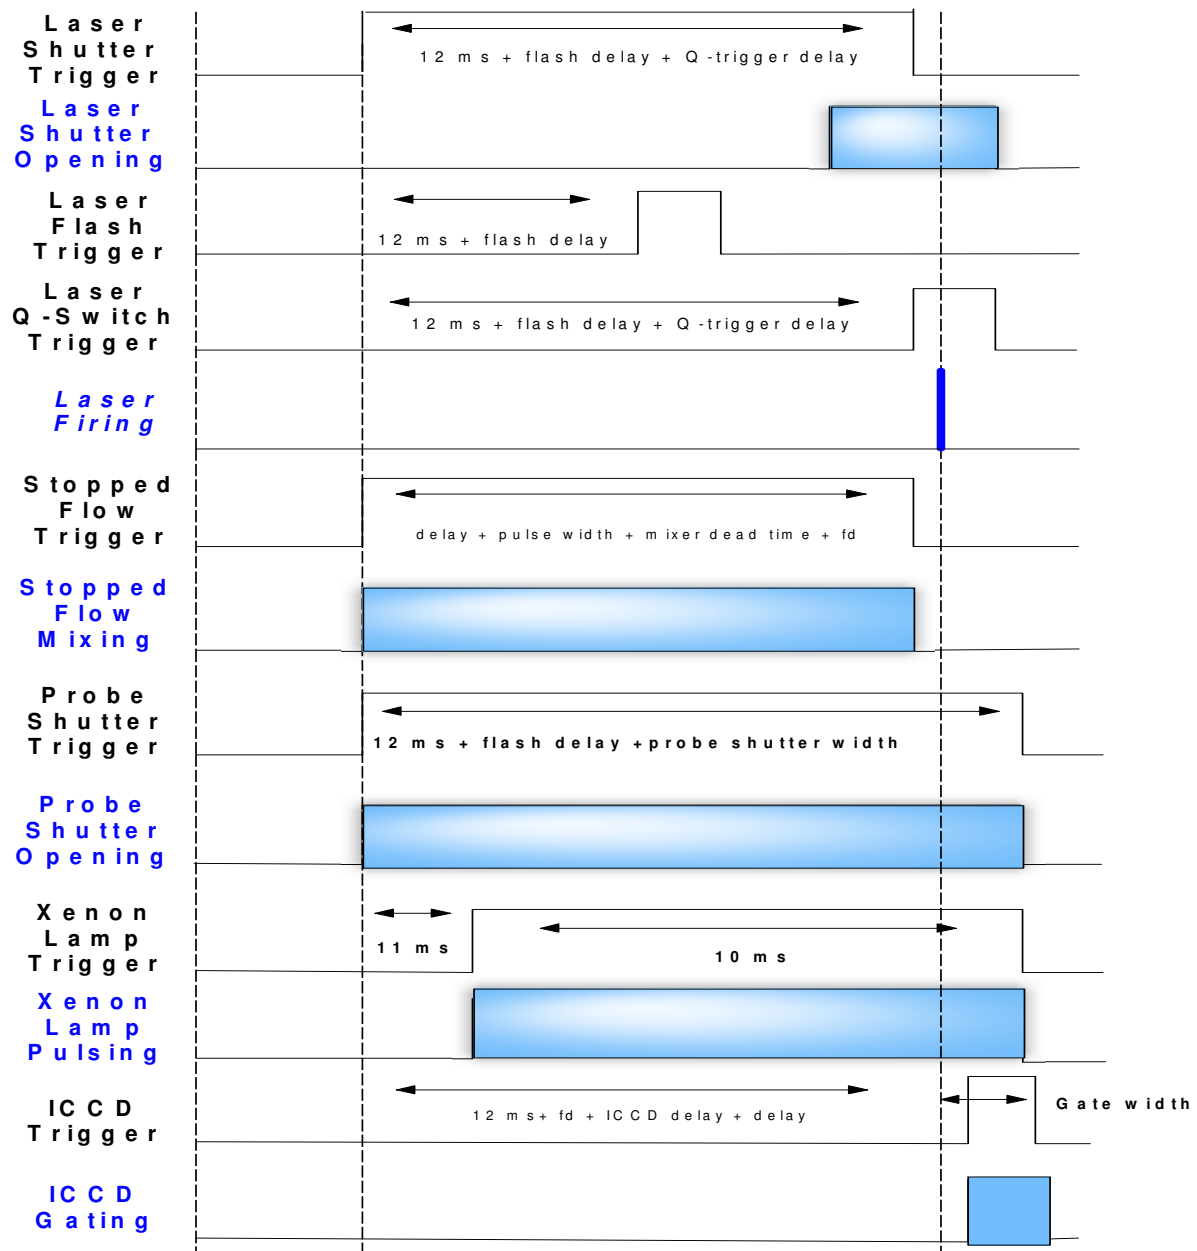 Laser
Shutter
Trigger
12 ms + flash delay + Q-trigger delay
Laser
Shutter
Opening
Laser
Flash
Trigger
12 ms + flash delay
Laser
Q-Switch
Trigger
12 ms + flash delay + Q-trigger delay
Laser
Firing
Stopped
Flow
Trigger
delay + pulse width + mixer dead time + fd
Stopped
Flow
Mixing
Probe
Shutter
Trigger
12 ms + flash delay +probe shutter width
Probe
Shutter
Opening
Xenon
Lamp
Trigger
11 ms
10 ms
Xenon
Lamp
Pulsing
ICCD
Trigger
12 ms+ fd + ICCD delay + delay
Gate width
ICCD
Gating